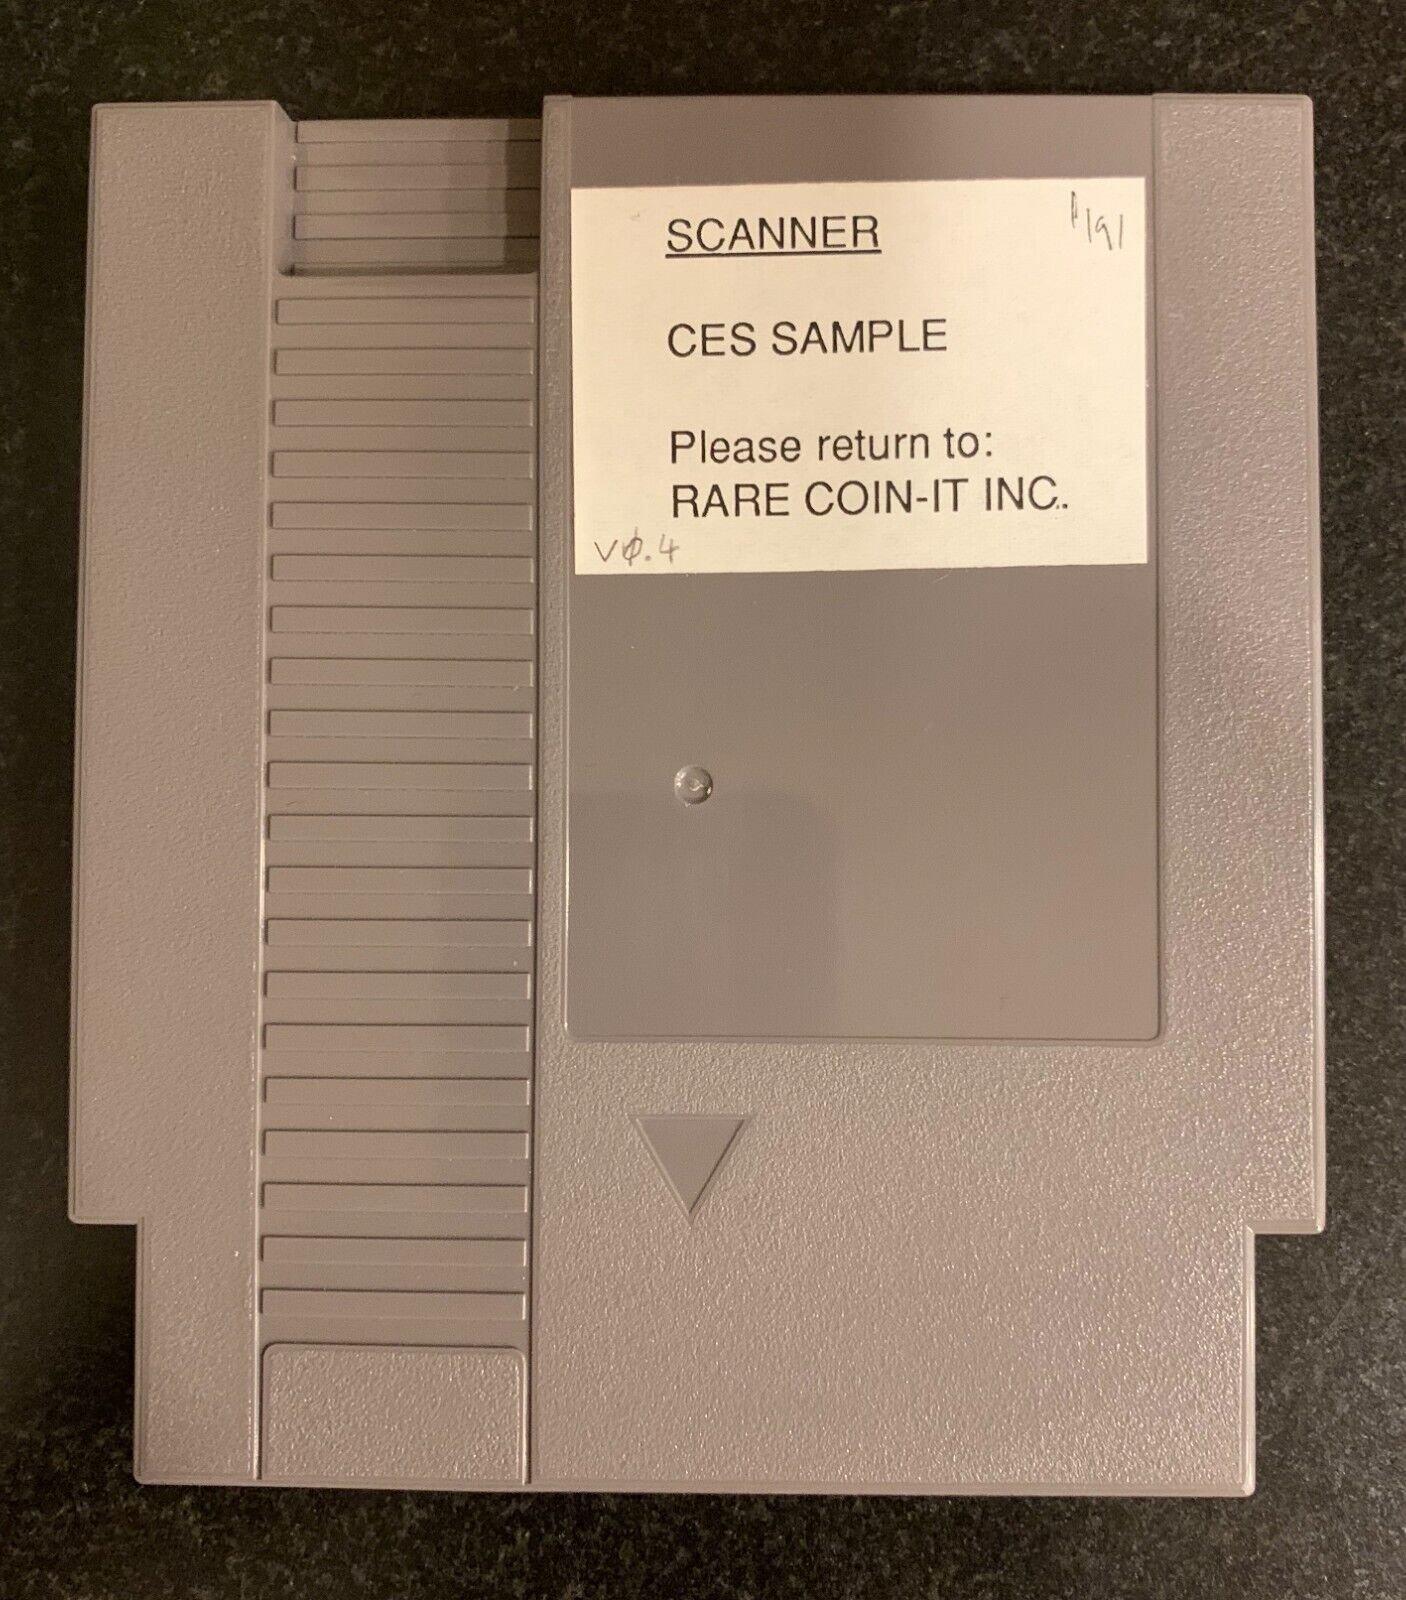 SCANNER
CES SAMPLE
Please return to:
RARE COIN-IT INC..
V0.4